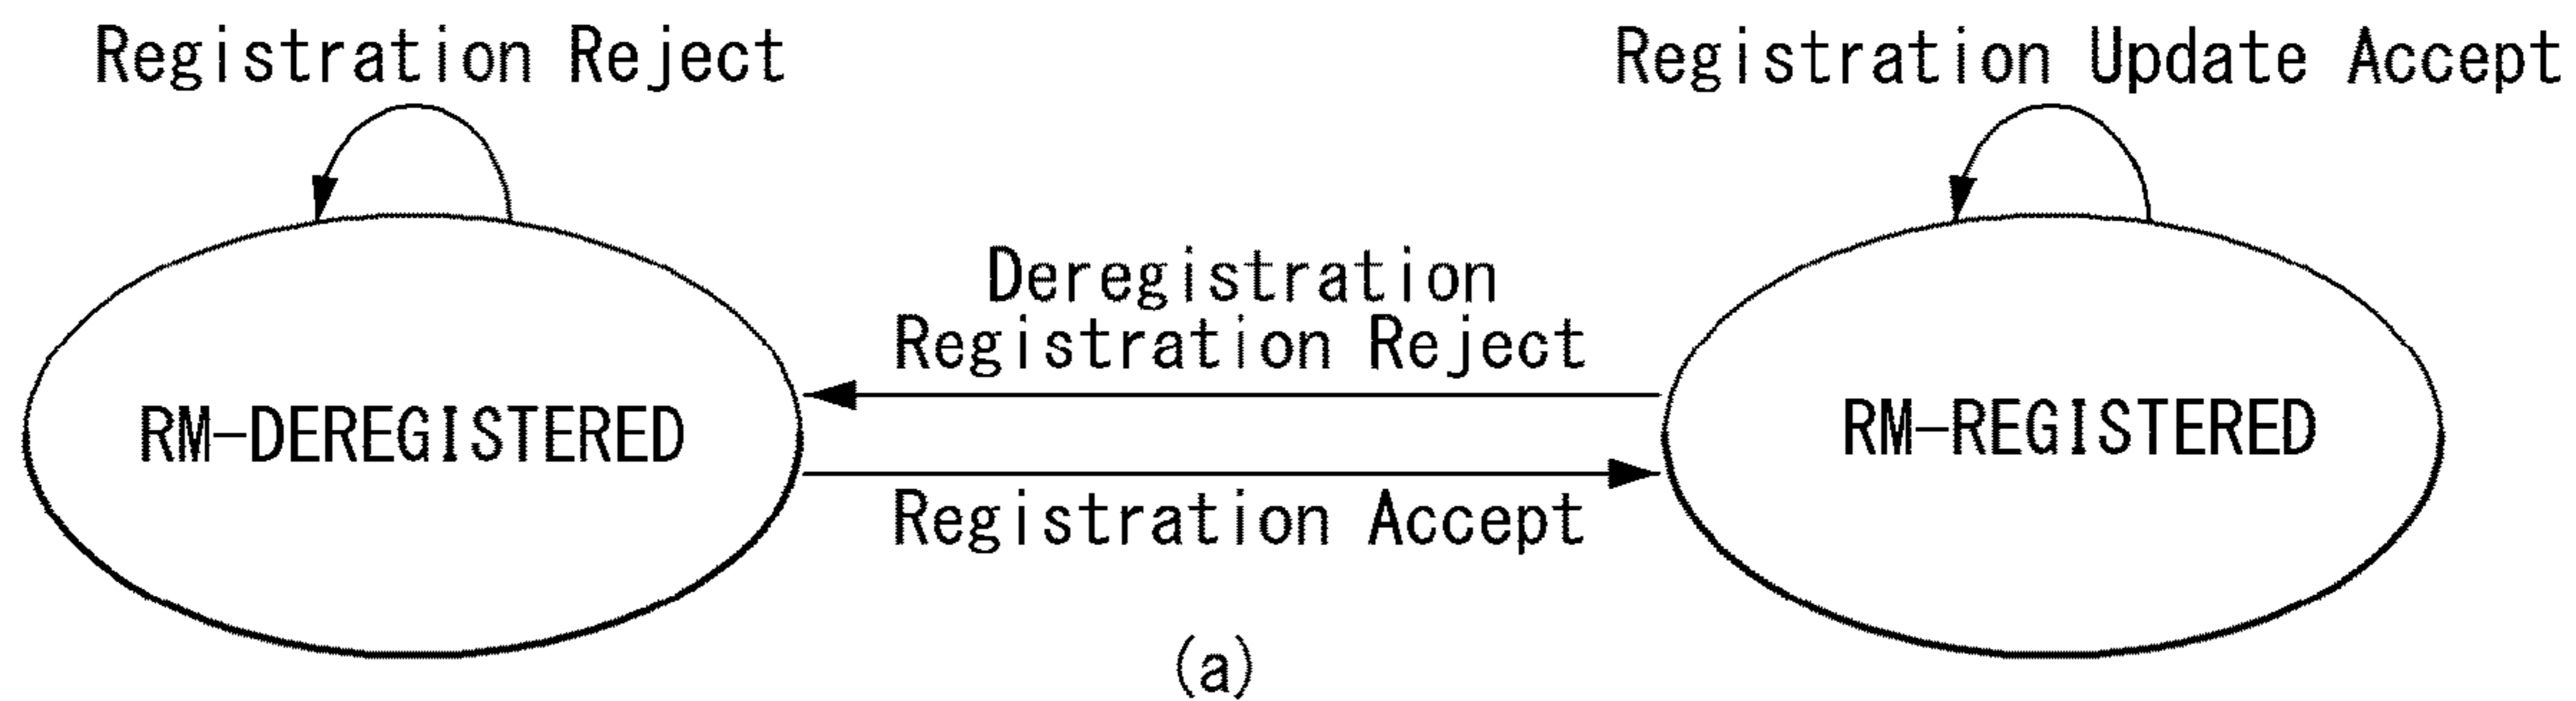 Registration Reject
Registration Update Accept
Deregistration
Registration Reject
RM-DEREGISTERED
RM-REGISTERED
Registration Accept
(a)